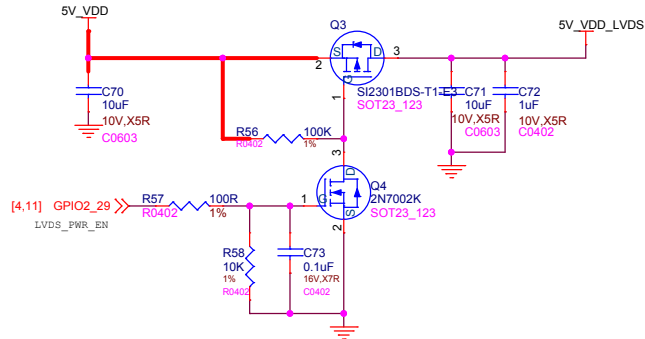 5V_VDD
Q3
5V_VDD_LVDS
S
D
2
3
G
C70
10uF
10V,X5R
C0603
1
SI2301BDS-T1-E3
SOT23_123
C71
10uF
10V,X5R
C0603
C72
1uF
10V,X5R
C0402
R56
100K
R0402
1%
3
D
Q4
2N7002K
SOT23_123
[4,11] GPIO2_29
R57
100R
R0402
1%
1
G
S
2
LVDS_PWR_EN
R58
10K
1%
R0402
C73
0.1uF
16V,X7R
C0402